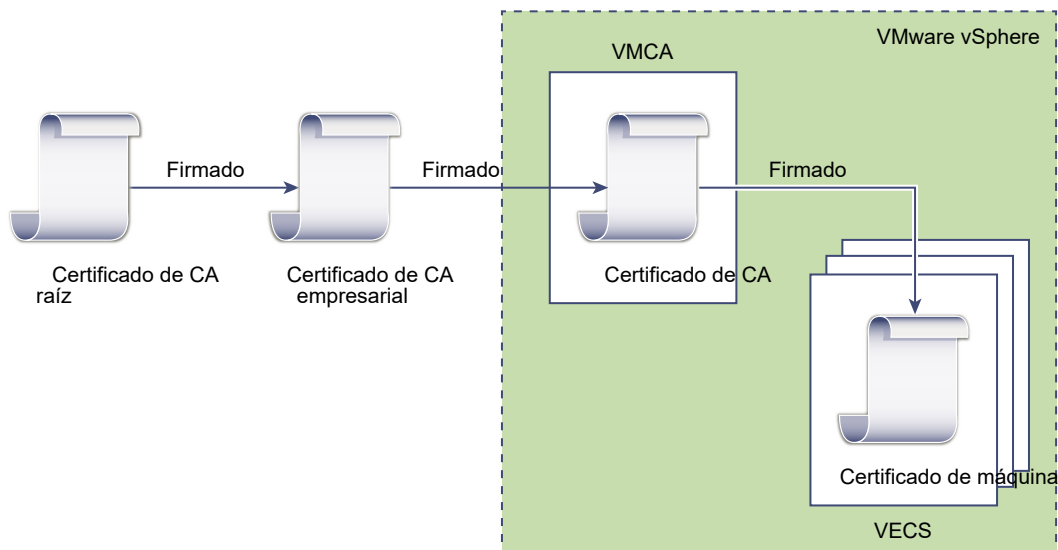 VMware vSphere
VMCA
Firmado
Firmado
Firmado
Certificado de CA
raíz
Certificado de CA
empresarial
Certificado de CA
Certificado de máquina
VECS